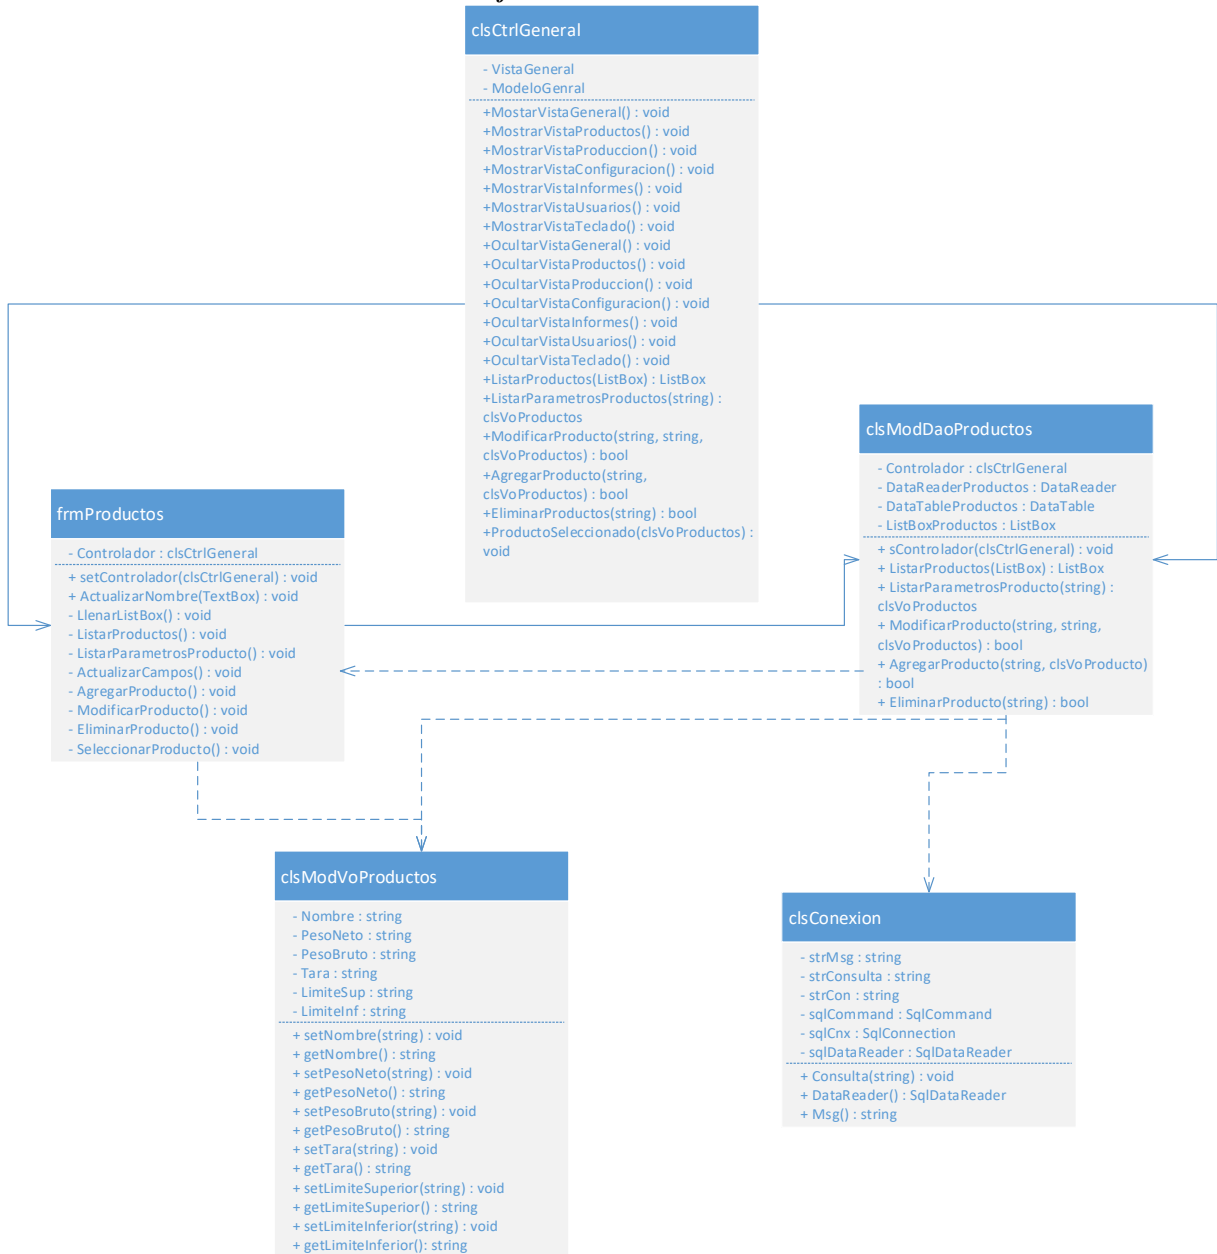 clsCtrlGeneral
- VistaGeneral
- ModeloGenral
+MostarVistaGeneral() : void
+MostrarVistaProductos() : void
+MostrarVistaProduccion() : void
+MostrarVistaConfiguracion() : void
+MostrarVistaInformes() : void
+MostrarVistaUsuarios() : void
+MostrarVistaTeclado() : void
+OcultarVistaGeneral() : void
+OcultarVistaProductos() : void
+OcultarVistaProduccion() : void
+OcultarVistaConfiguracion() : void
+OcultarVistaInformes() : void
+OcultarVistaUsuarios() : void
+OcultarVistaTeclado() : void
+ListarProductos(ListBox) : ListBox
+ListarParametrosProductos(string) :
clsVoProductos
+ModificarProducto(string, string,
clsVoProductos) : bool
+AgregarProducto(string,
clsVoProductos) : bool
+EliminarProductos(string) : bool
+ProductoSeleccionado(clsVoProductos) :
void
clsModDaoProductos
- Controlador : clsCtrlGeneral
- DataReaderProductos : DataReader
- DataTableProductos : DataTable
- ListBoxProductos : ListBox
+ sControlador(clsCtrlGeneral) : void
+ ListarProductos(ListBox) : ListBox
+ ListarParametrosProducto(string) :
clsVoProductos
+ ModificarProducto(string, string,
clsVoProductos) : bool
+ AgregarProducto(string, clsVoProducto)
: bool
+ EliminarProducto(string) : bool
frmProductos
- Controlador : clsCtrlGeneral
+ setControlador(clsCtrlGeneral) : void
+ ActualizarNombre(TextBox) : void
- LlenarListBox() : void
- ListarProductos() : void
- ListarParametrosProducto() : void
- ActualizarCampos() : void
- AgregarProducto() : void
- ModificarProducto() : void
- EliminarProducto() : void
- SeleccionarProducto() : void
clsModVoProductos
- Nombre : string
- PesoNeto : string
- PesoBruto : string
- Tara : string
- LimiteSup : string
- LimiteInf : string
+ setNombre(string) : void
+ getNombre() : string
+ setPesoNeto(string) : void
+ getPesoNeto() : string
+ setPesoBruto(string) : void
+ getPesoBruto() : string
+ setTara(string) : void
+ getTara() : string
+ setLimiteSuperior(string) : void
+ getLimiteSuperior() : string
+ setLimiteInferior(string) : void
+ getLimiteInferior(): string
clsConexion
- strMsg : string
- strConsulta : string
- strCon : string
- sqlCommand : SqlCommand
- sqlCnx : SqlConnection
- sqlDataReader : SqlDataReader
+ Consulta(string) : void
+ DataReader() : SqlDataReader
+ Msg() : string